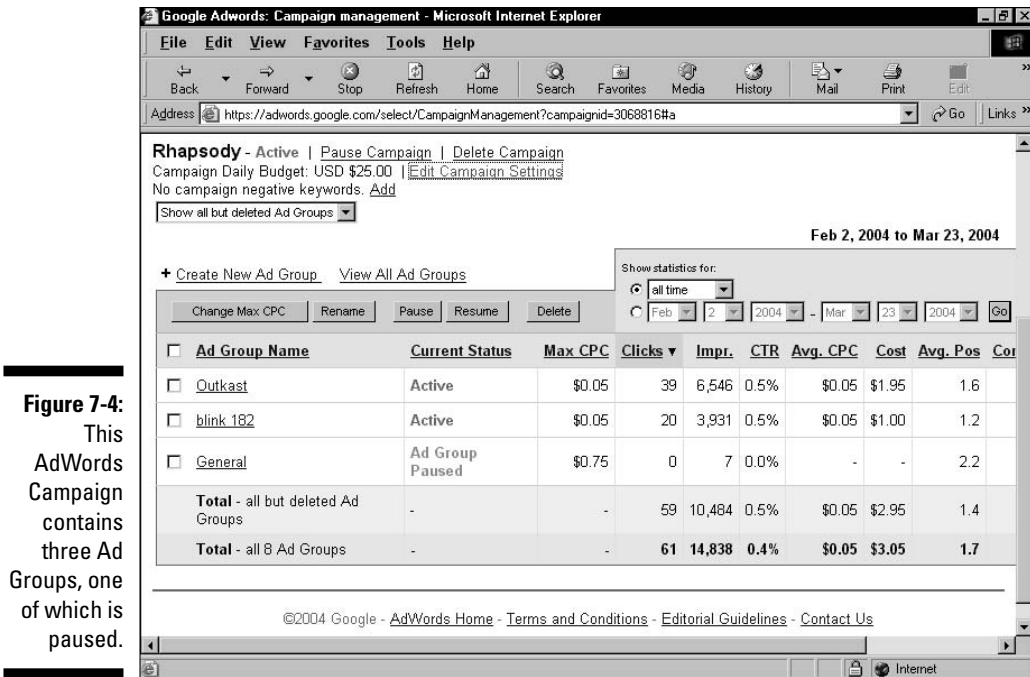 Google Adwords: Campaign management - Microsoft Internet Explorer
File Edit View Favorites Tools Help
Back Forward Stop Refresh Home Search Favorites Media History Mail Print Edit »
Address https://adwords.google.com/select/CampaignManagement?campaignid=3068816#a Go Links »
Rhapsody - Active | Pause Campaign | Delete Campaign
Campaign Daily Budget: USD $25.00 | Edit Campaign Settings
No campaign negative keywords. Add
Show all but deleted Ad Groups
Feb 2, 2004 to Mar 23, 2004
+ Create New Ad Group View All Ad Groups
Show statistics for:
all time
Change Max CPC Rename Pause Resume Delete
Feb 2 2004 - Mar 23 2004 Go
Ad Group Name Current Status Max CPC Clicks ▼ Impr. CTR Avg. CPC Cost Avg. Pos Cor
Outkast Active $0.05 39 6,546 0.5% $0.05 $1.95 1.6
blink 182 Active $0.05 20 3,931 0.5% $0.05 $1.00 1.2
General Ad Group Paused $0.75 0 7 0.0% - - 2.2
Total - all but deleted Ad Groups - - 59 10,484 0.5% $0.05 $2.95 1.4
Total - all 8 Ad Groups - - 61 14,838 0.4% $0.05 $3.05 1.7
©2004 Google - AdWords Home - Terms and Conditions - Editorial Guidelines - Contact Us
Internet
Figure 7-4:
This
AdWords
Campaign
contains
three Ad
Groups, one
of which is
paused.